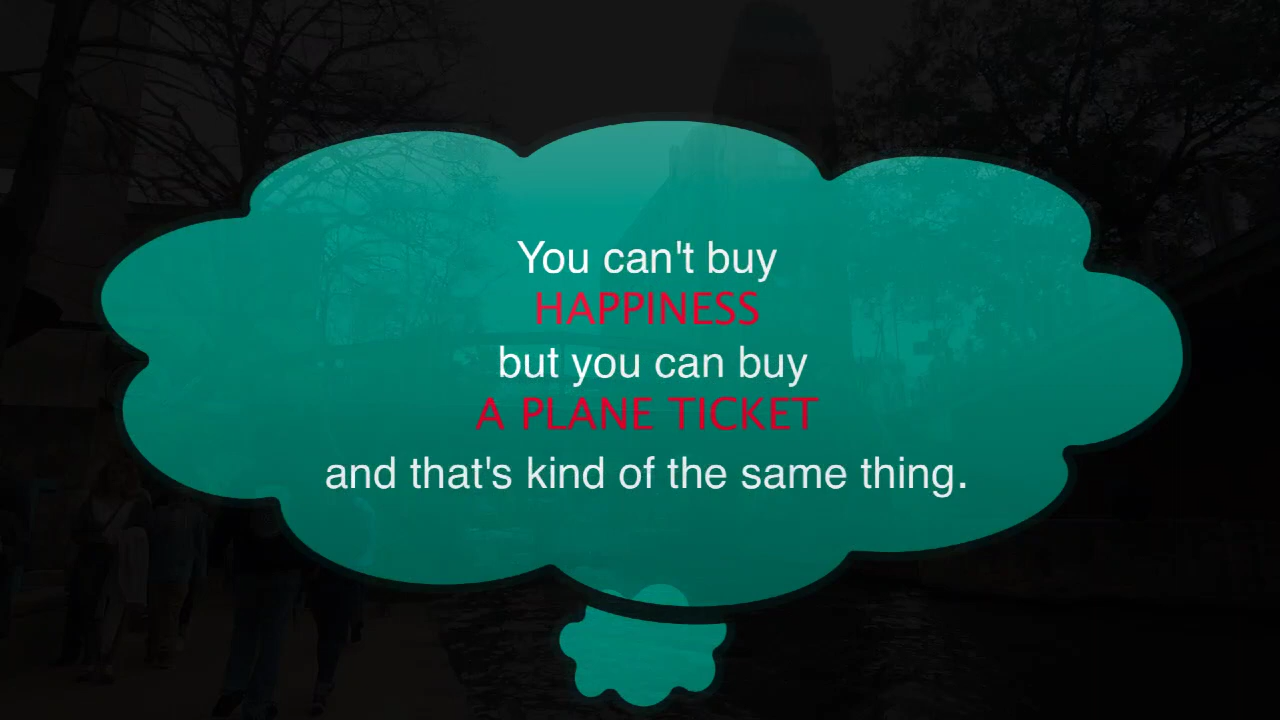 You can't buy
HAPPINESS
but you can buy
A PLANE TICKET
and that's kind of the same thing.